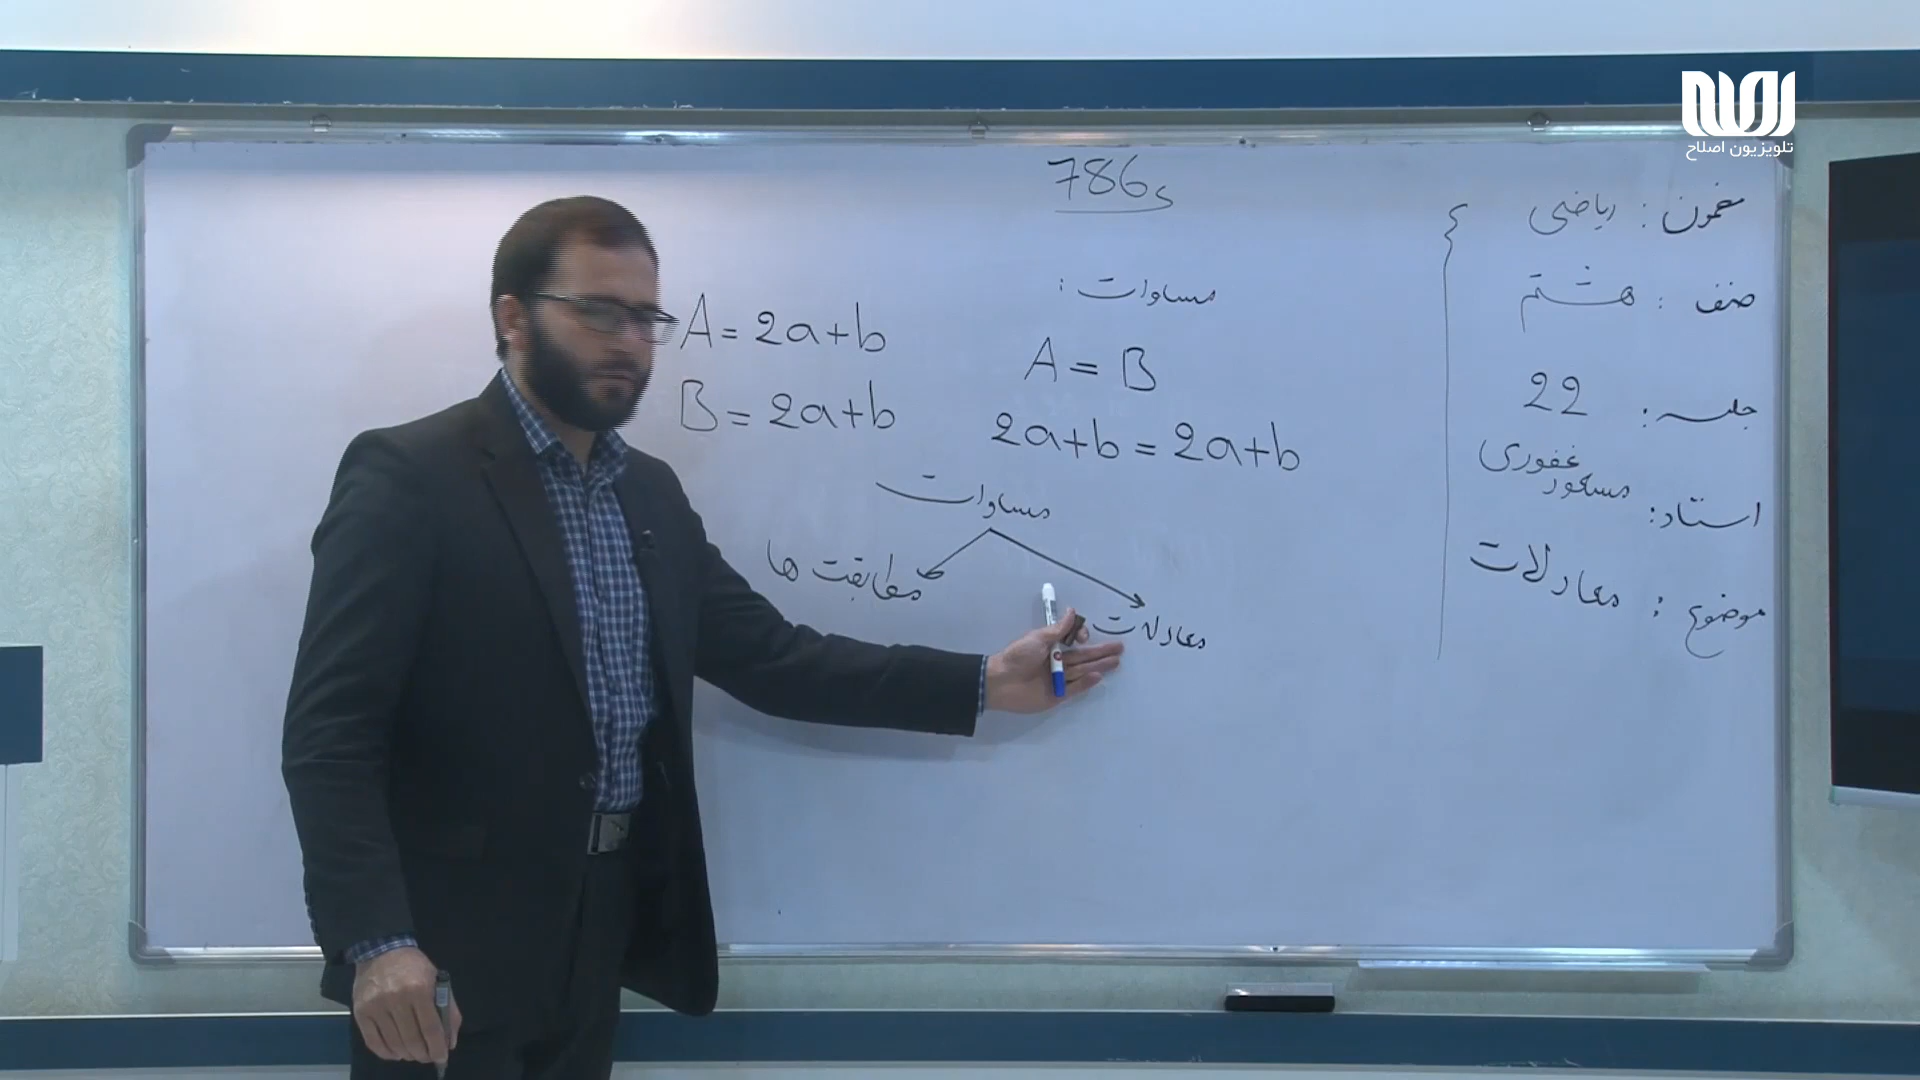 تلویزیون اصلاح
786
مضمون : ریاضی
صنف : هشتم
جلسه : 22
استاد : مسعود غفوری
موضوع : معادلات
مساوات :
A = B
2a+b = 2a+b
A = 2a+b
B = 2a+b
مساوات
معادلات
مطابقت ها